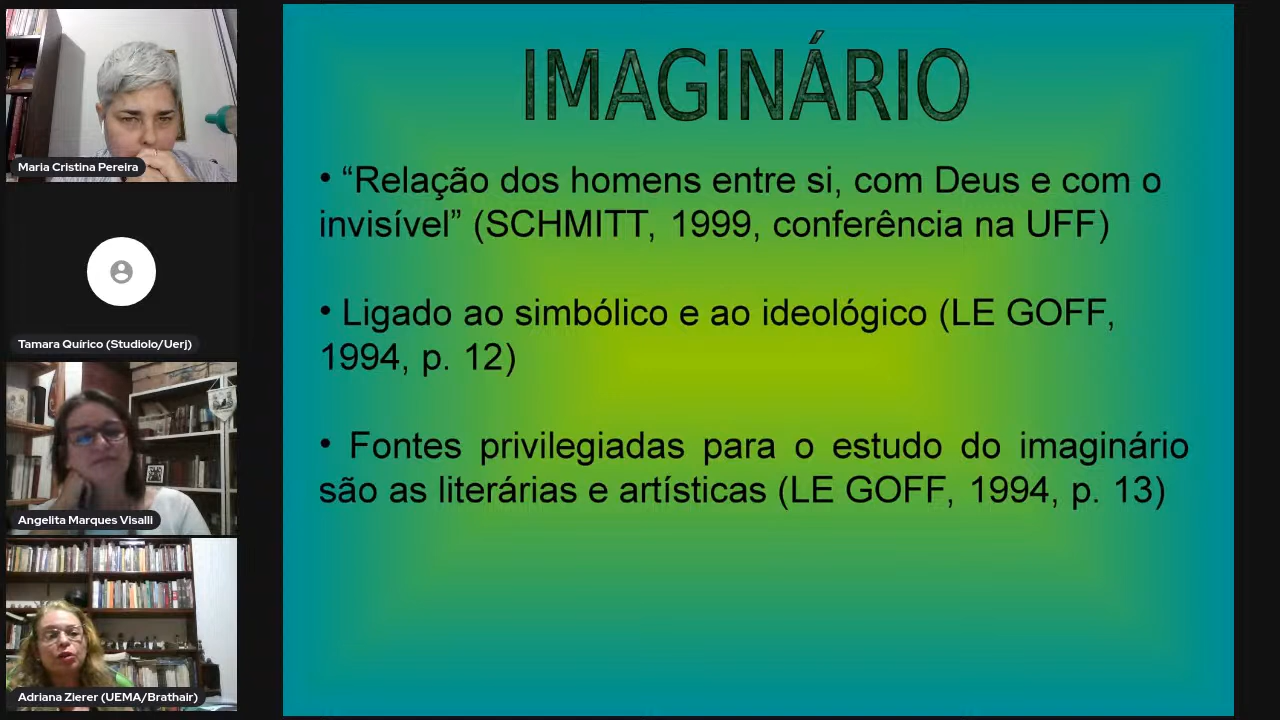 Maria Cristina Pereira
Tamara Quírico (Studiolo/Uerj)
Angelita Marques Visalli
Adriana Zierer (UEMA/Brathair)
IMAGINÁRIO
• “Relação dos homens entre si, com Deus e com o
invisível” (SCHMITT, 1999, conferência na UFF)
• Ligado ao simbólico e ao ideológico (LE GOFF,
1994, p. 12)
• Fontes privilegiadas para o estudo do imaginário
são as literárias e artísticas (LE GOFF, 1994, p. 13)